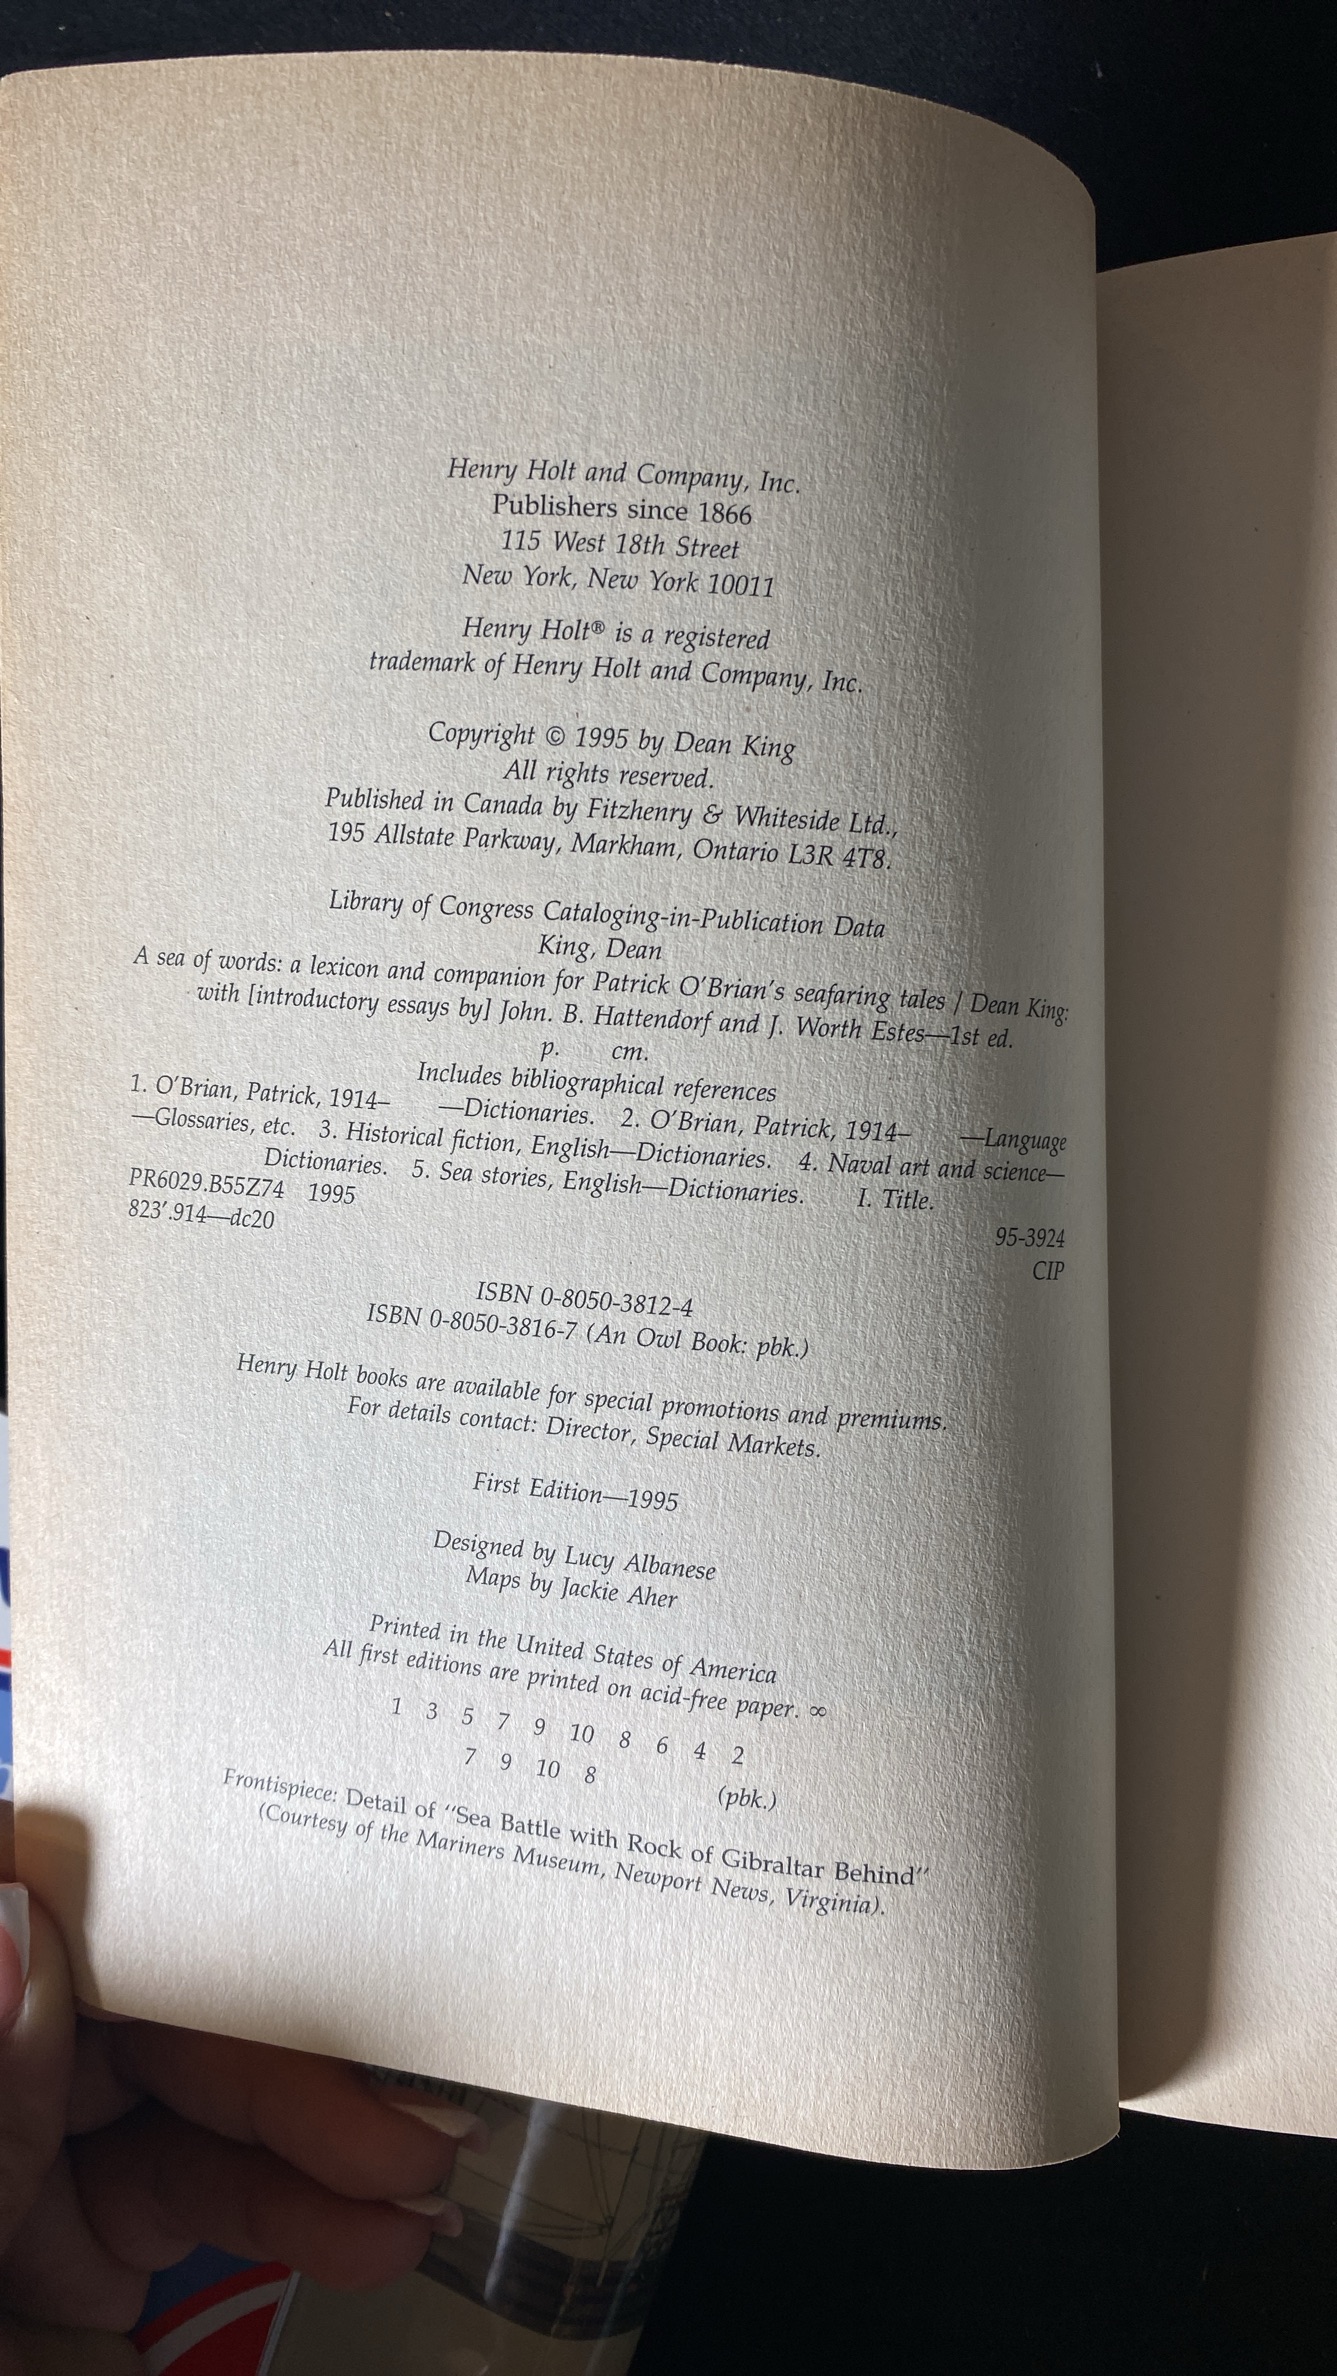 Henry Holt and Company, Inc.
Publishers since 1866
115 West 18th Street
New York, New York 10011
Henry Holt® is a registered
trademark of Henry Holt and Company, Inc.
Copyright © 1995 by Dean King
All rights reserved.
Published in Canada by Fitzhenry & Whiteside Ltd.,
195 Allstate Parkway, Markham, Ontario L3R 4T8.
Library of Congress Cataloging-in-Publication Data
King, Dean
A sea of words: a lexicon and companion for Patrick O'Brian's seafaring tales / Dean King:
with [introductory essays by] John. B. Hattendorf and J. Worth Estes—1st ed.
p. cm.
Includes bibliographical references
1. O'Brian, Patrick, 1914– —Dictionaries. 2. O'Brian, Patrick, 1914– —Language
—Glossaries, etc. 3. Historical fiction, English—Dictionaries. 4. Naval art and science—
Dictionaries. 5. Sea stories, English—Dictionaries. I. Title.
PR6029.B55Z74 1995
823'.914—dc20
95-3924
CIP
ISBN 0-8050-3812-4
ISBN 0-8050-3816-7 (An Owl Book: pbk.)
Henry Holt books are available for special promotions and premiums.
For details contact: Director, Special Markets.
First Edition—1995
Designed by Lucy Albanese
Maps by Jackie Aher
Printed in the United States of America
All first editions are printed on acid-free paper. ∞
1 3 5 7 9 10 8 6 4 2
7 9 10 8 (pbk.)
Frontispiece: Detail of "Sea Battle with Rock of Gibraltar Behind"
(Courtesy of the Mariners Museum, Newport News, Virginia).